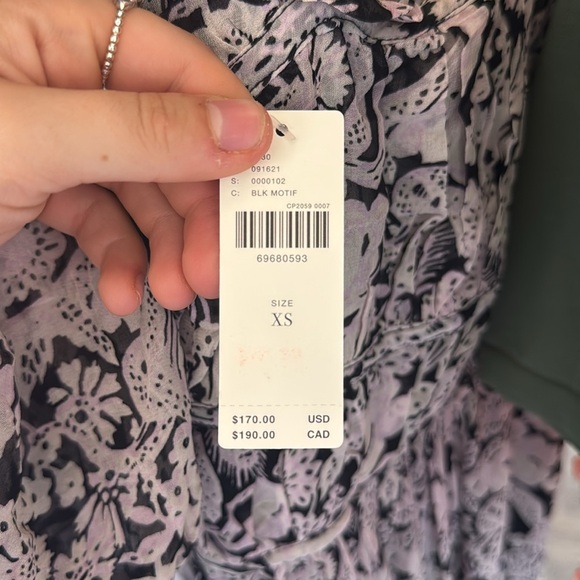 091621
S: 0000102
C: BLK MOTIF
CP2059 0007
69680593
SIZE
XS
$170.00 USD
$190.00 CAD